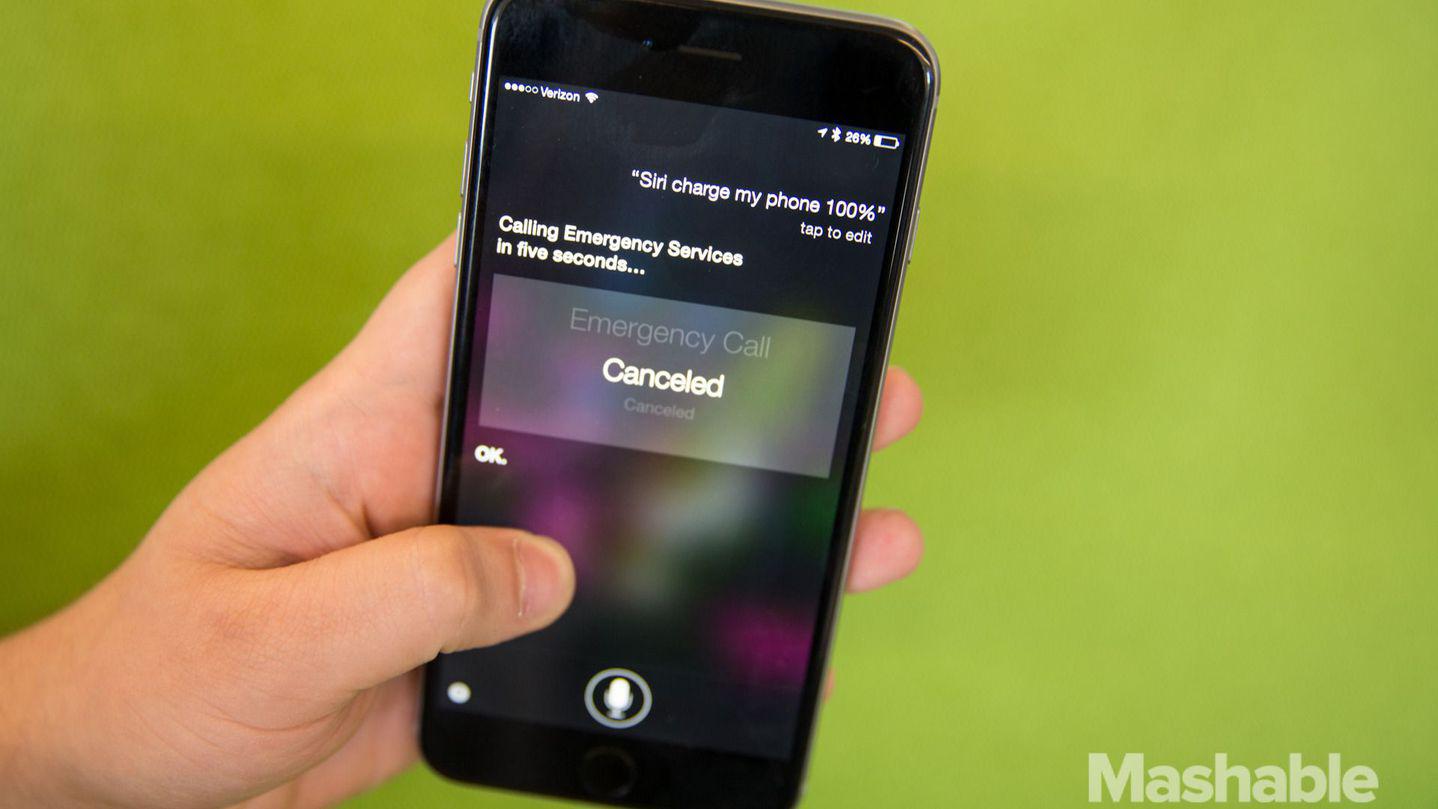 Verizon
26%
“Siri charge my phone 100%”
tap to edit
Calling Emergency Services
in five seconds...
Emergency Call
Canceled
Canceled
OK.
Mashable